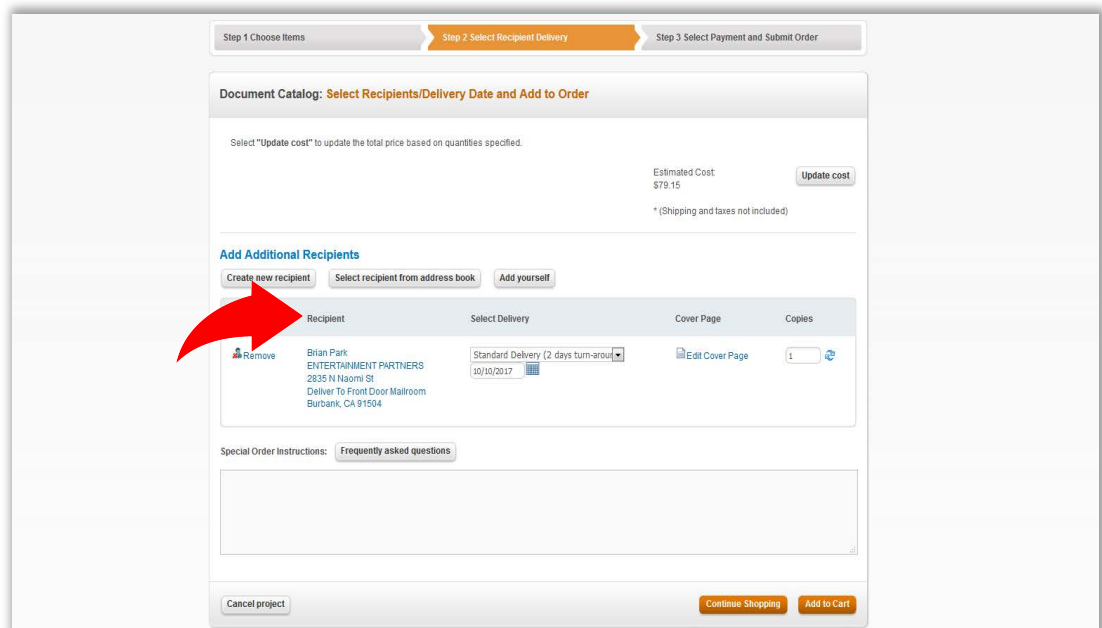 Step 1 Choose Items
Step 2 Select Recipient Delivery
Step 3 Select Payment and Submit Order
Document Catalog: Select Recipients/Delivery Date and Add to Order
Select "Update cost" to update the total price based on quantities specified.
Estimated Cost:
$79.15
Update cost
* (Shipping and taxes not included)
Add Additional Recipients
Create new recipient
Select recipient from address book
Add yourself
Recipient
Select Delivery
Cover Page
Copies
Remove
Brian Park
ENTERTAINMENT PARTNERS
2835 N Naomi St
Deliver To Front Door Mailroom
Burbank, CA 91504
Standard Delivery (2 days turn-arour
10/10/2017
Edit Cover Page
1
Special Order Instructions:
Frequently asked questions
Cancel project
Continue Shopping
Add to Cart